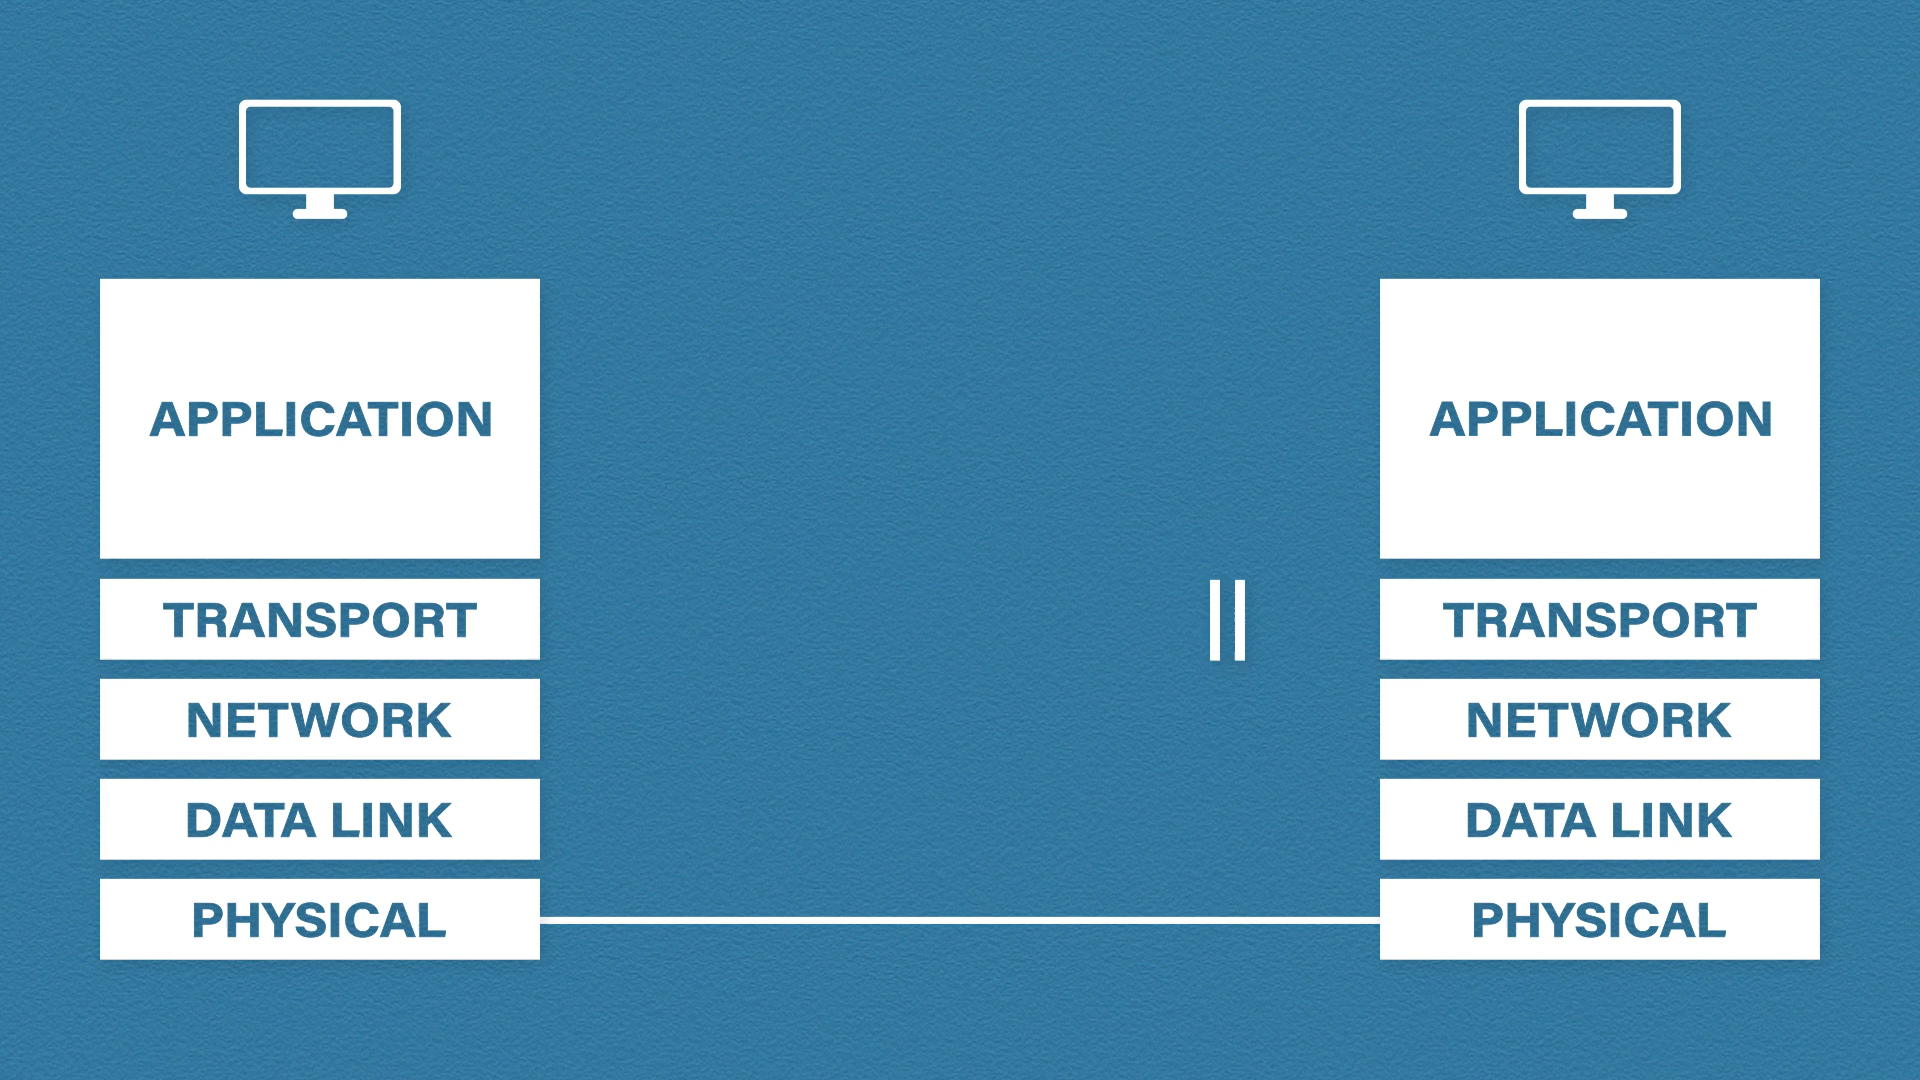 APPLICATION
TRANSPORT
NETWORK
DATA LINK
PHYSICAL
APPLICATION
TRANSPORT
NETWORK
DATA LINK
PHYSICAL